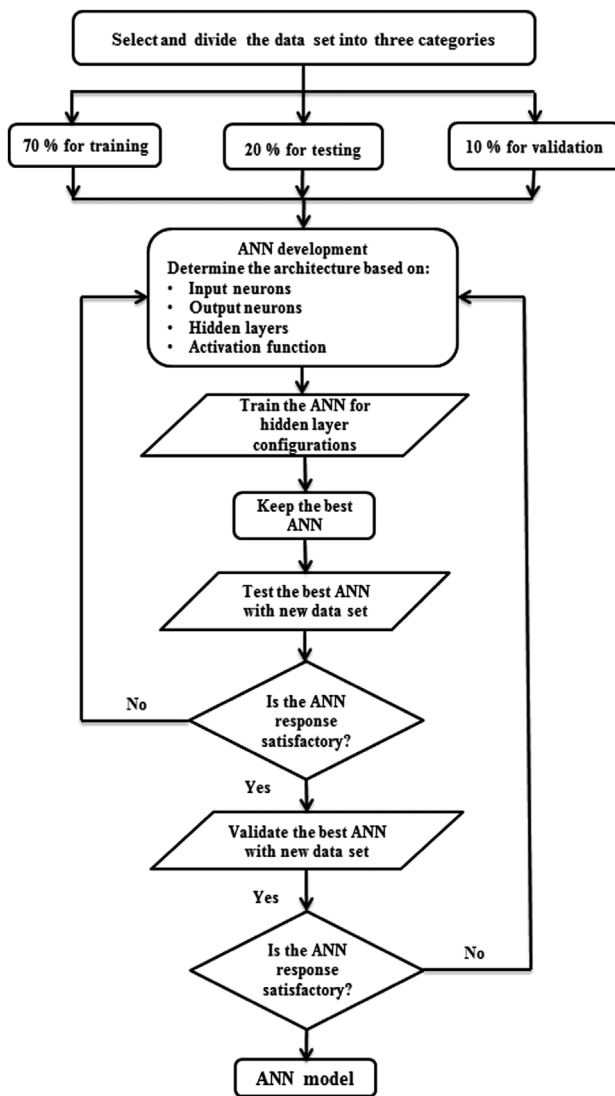 Select and divide the data set into three categories
70 % for training
20 % for testing
10 % for validation
ANN development
Determine the architecture based on:
• Input neurons
• Output neurons
• Hidden layers
• Activation function
Train the ANN for
hidden layer
configurations
Keep the best
ANN
Test the best ANN
with new data set
Is the ANN
response
satisfactory?
No
Yes
Validate the best ANN
with new data set
Yes
Is the ANN
response
satisfactory?
No
ANN model